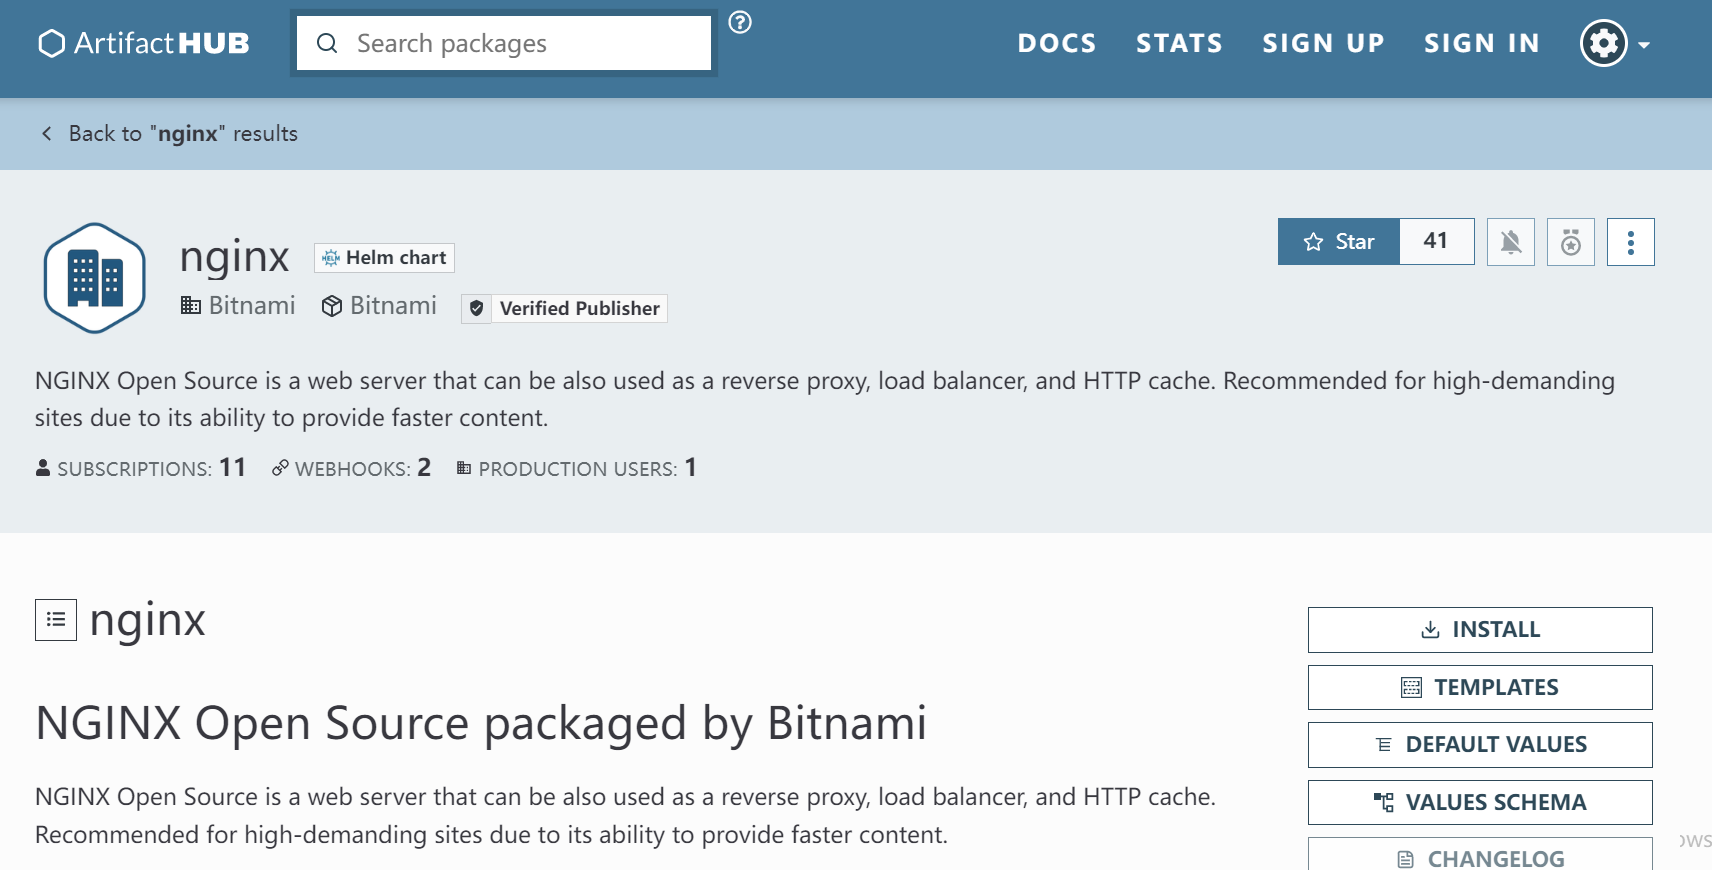 ArtifactHUB
Search packages
?
DOCS STATS SIGN UP SIGN IN
Back to "nginx" results
nginx
HELM Helm chart
Star 41
Bitnami Bitnami Verified Publisher
NGINX Open Source is a web server that can be also used as a reverse proxy, load balancer, and HTTP cache. Recommended for high-demanding
sites due to its ability to provide faster content.
SUBSCRIPTIONS: 11 WEBHOOKS: 2 PRODUCTION USERS: 1
nginx
INSTALL
TEMPLATES
NGINX Open Source packaged by Bitnami
DEFAULT VALUES
NGINX Open Source is a web server that can be also used as a reverse proxy, load balancer, and HTTP cache.
Recommended for high-demanding sites due to its ability to provide faster content.
VALUES SCHEMA
CHANGELOG